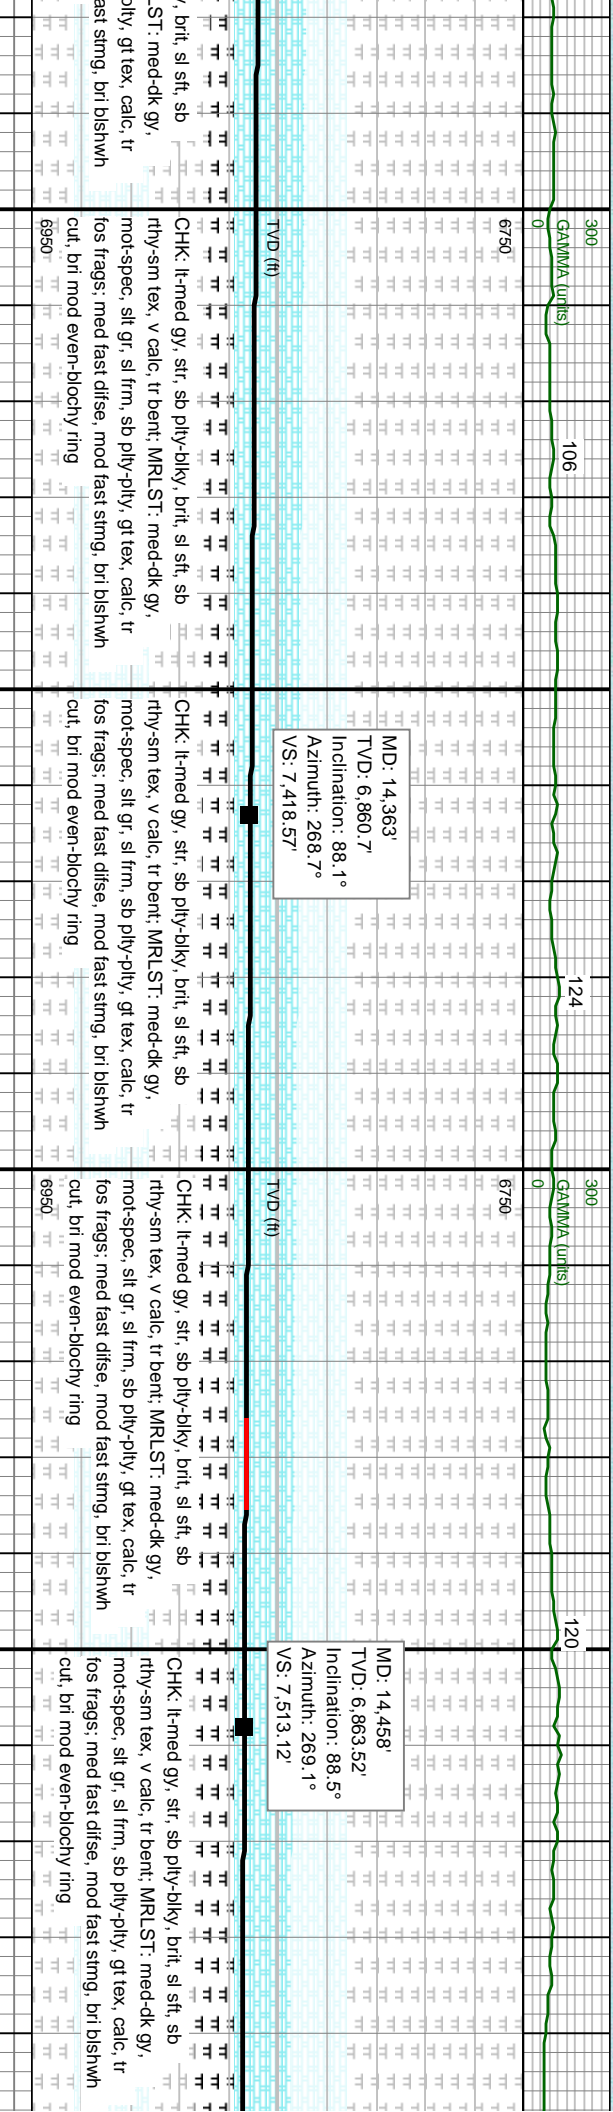 /, brit, sl sft, sb
LST: med-dk gy,
plty, gt tex, calc, tr
ast stmg, bri blshwh
300
GAMMA (units)
0
6750
TVD (ft)
6950
CHK: lt-med gy, str, sb plty-blky, brit, sl sft, sb
rthy-sm tex, v calc, tr bent; MRLST: med-dk gy,
mot-spec, slt gr, sl frm, sb plty-plty, gt tex, calc, tr
fos frags; med fast difse, mod fast stmg, bri blshwh
cut, bri mod even-blochy ring
106
MD: 14,363'
TVD: 6,860.7'
Inclination: 88.1°
Azimuth: 268.7°
VS: 7,418.57'
CHK: lt-med gy, str, sb plty-blky, brit, sl sft, sb
rthy-sm tex, v calc, tr bent; MRLST: med-dk gy,
mot-spec, slt gr, sl frm, sb plty-plty, gt tex, calc, tr
fos frags; med fast difse, mod fast stmg, bri blshwh
cut, bri mod even-blochy ring
124
300
GAMMA (units)
0
6750
TVD (ft)
6950
CHK: lt-med gy, str, sb plty-blky, brit, sl sft, sb
rthy-sm tex, v calc, tr bent; MRLST: med-dk gy,
mot-spec, slt gr, sl frm, sb plty-plty, gt tex, calc, tr
fos frags; med fast difse, mod fast stmg, bri blshwh
cut, bri mod even-blochy ring
120
MD: 14,458'
TVD: 6,863.52'
Inclination: 88.5°
Azimuth: 269.1°
VS: 7,513.12'
CHK: lt-med gy, str, sb plty-blky, brit, sl sft, sb
rthy-sm tex, v calc, tr bent; MRLST: med-dk gy,
mot-spec, slt gr, sl frm, sb plty-plty, gt tex, calc, tr
fos frags; med fast difse, mod fast stmg, bri blshwh
cut, bri mod even-blochy ring